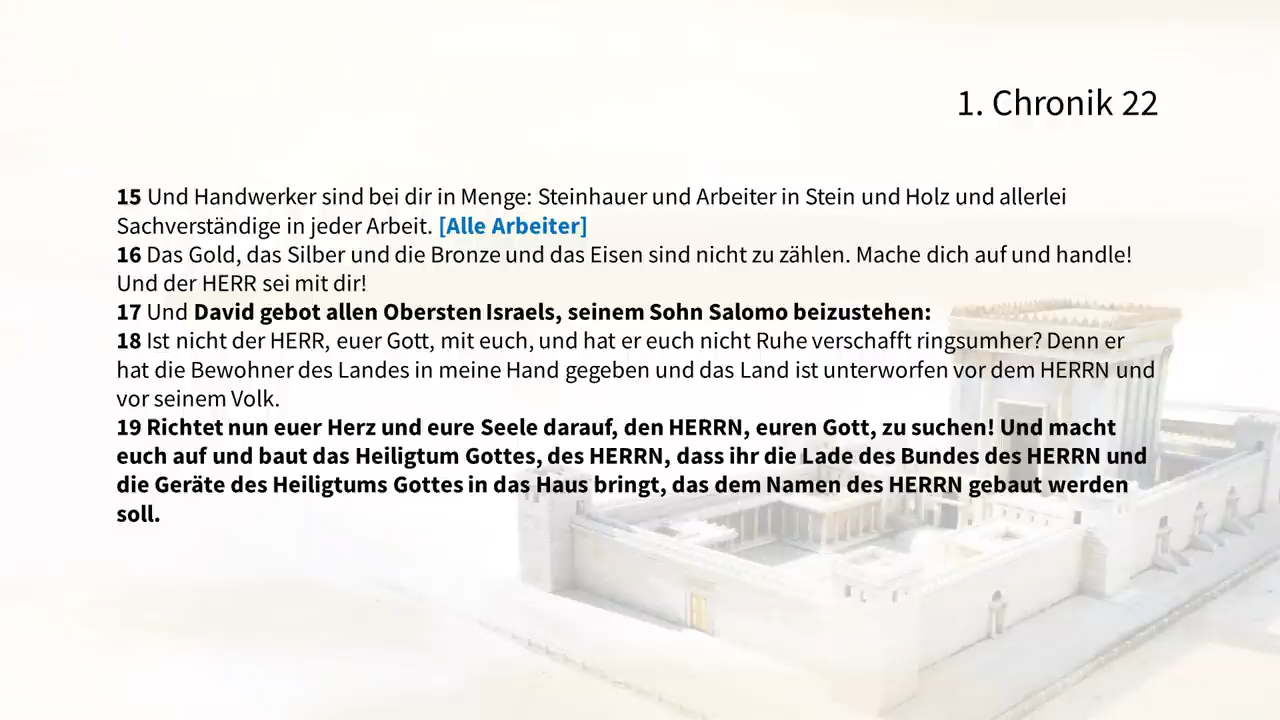 1. Chronik 22
15 Und Handwerker sind bei dir in Menge: Steinhauer und Arbeiter in Stein und Holz und allerlei
Sachverständige in jeder Arbeit. [Alle Arbeiter]
16 Das Gold, das Silber und die Bronze und das Eisen sind nicht zu zählen. Mache dich auf und handle!
Und der HERR sei mit dir!
17 Und David gebot allen Obersten Israels, seinem Sohn Salomo beizustehen:
18 Ist nicht der HERR, euer Gott, mit euch, und hat er euch nicht Ruhe verschafft ringsumher? Denn er
hat die Bewohner des Landes in meine Hand gegeben und das Land ist unterworfen vor dem HERRN und
vor seinem Volk.
19 Richtet nun euer Herz und eure Seele darauf, den HERRN, euren Gott, zu suchen! Und macht
euch auf und baut das Heiligtum Gottes, des HERRN, dass ihr die Lade des Bundes des HERRN und
die Geräte des Heiligtums Gottes in das Haus bringt, das dem Namen des HERRN gebaut werden
soll.